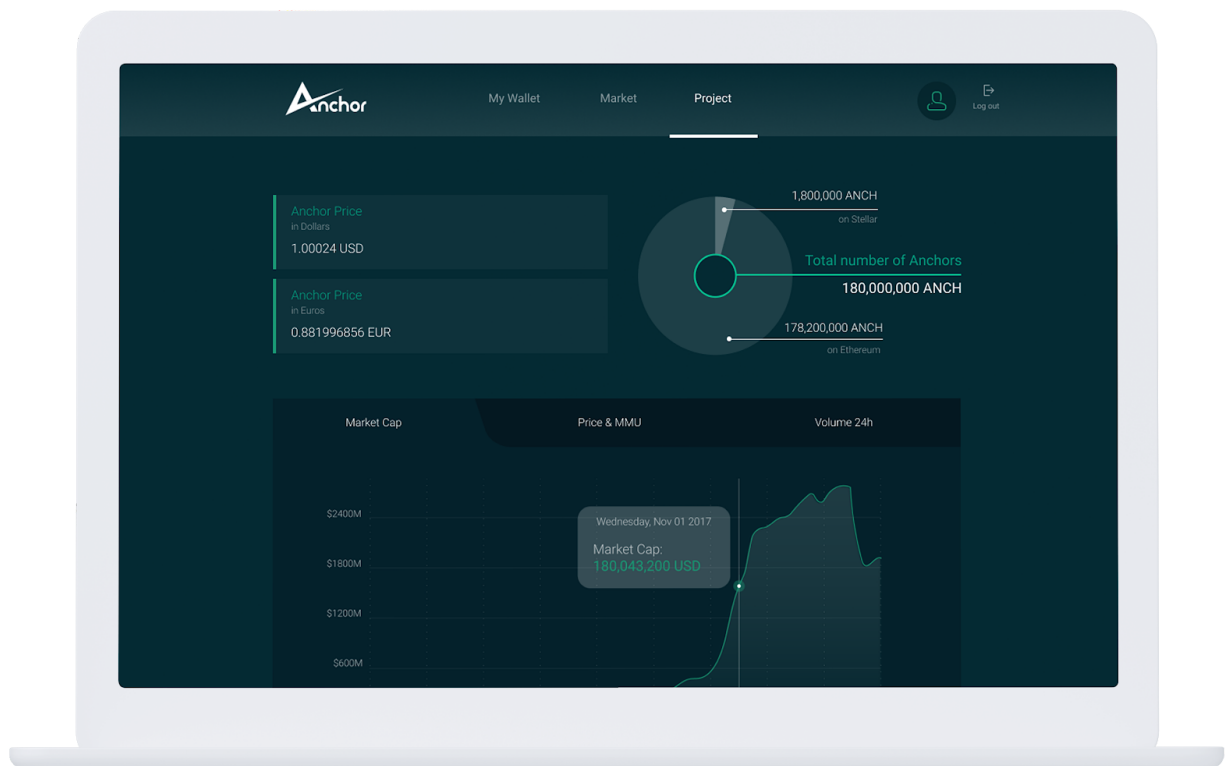 Anchor
My Wallet
Market
Project
Log out
Anchor Price
in Dollars
1.00024 USD
Anchor Price
in Euros
0.881996856 EUR
1,800,000 ANCH
on Stellar
Total number of Anchors
180,000,000 ANCH
178,200,000 ANCH
on Ethereum
Market Cap
Price & MMU
Volume 24h
$2400M
$1800M
$1200M
$600M
Wednesday, Nov 01 2017
Market Cap:
180,043,200 USD